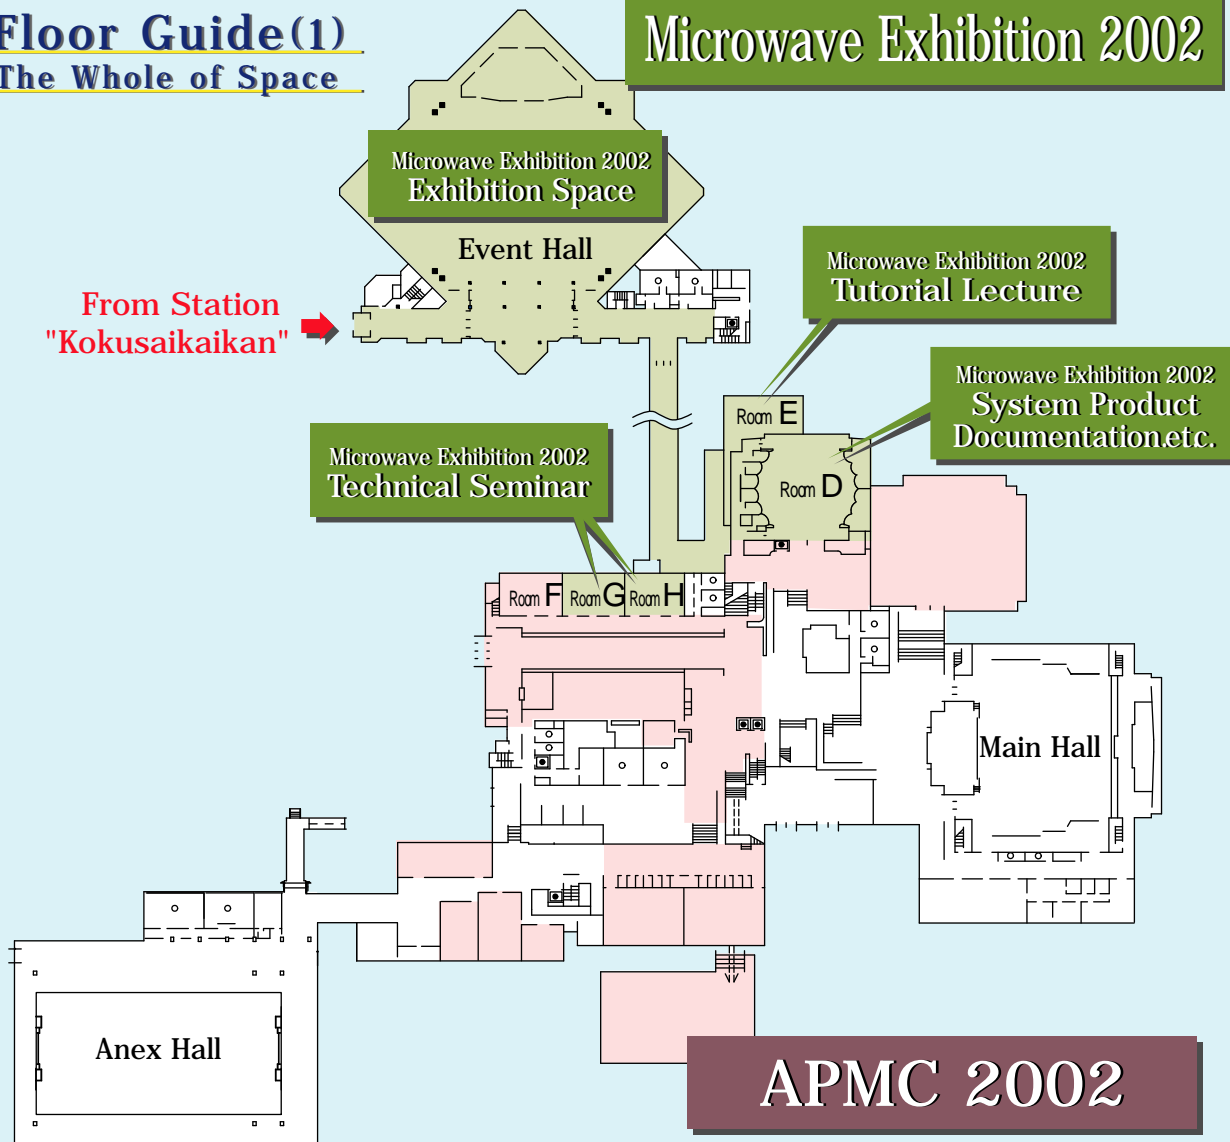 Floor Guide(1)
The Whole of Space
Microwave Exhibition 2002
Microwave Exhibition 2002
Exhibition Space
Event Hall
From Station
"Kokusaikaikan"
Microwave Exhibition 2002
Tutorial Lecture
Microwave Exhibition 2002
System Product
Documentation.etc.
Room E
Room D
Microwave Exhibition 2002
Technical Seminar
Room F
Room G
Room H
Main Hall
Anex Hall
APMC 2002